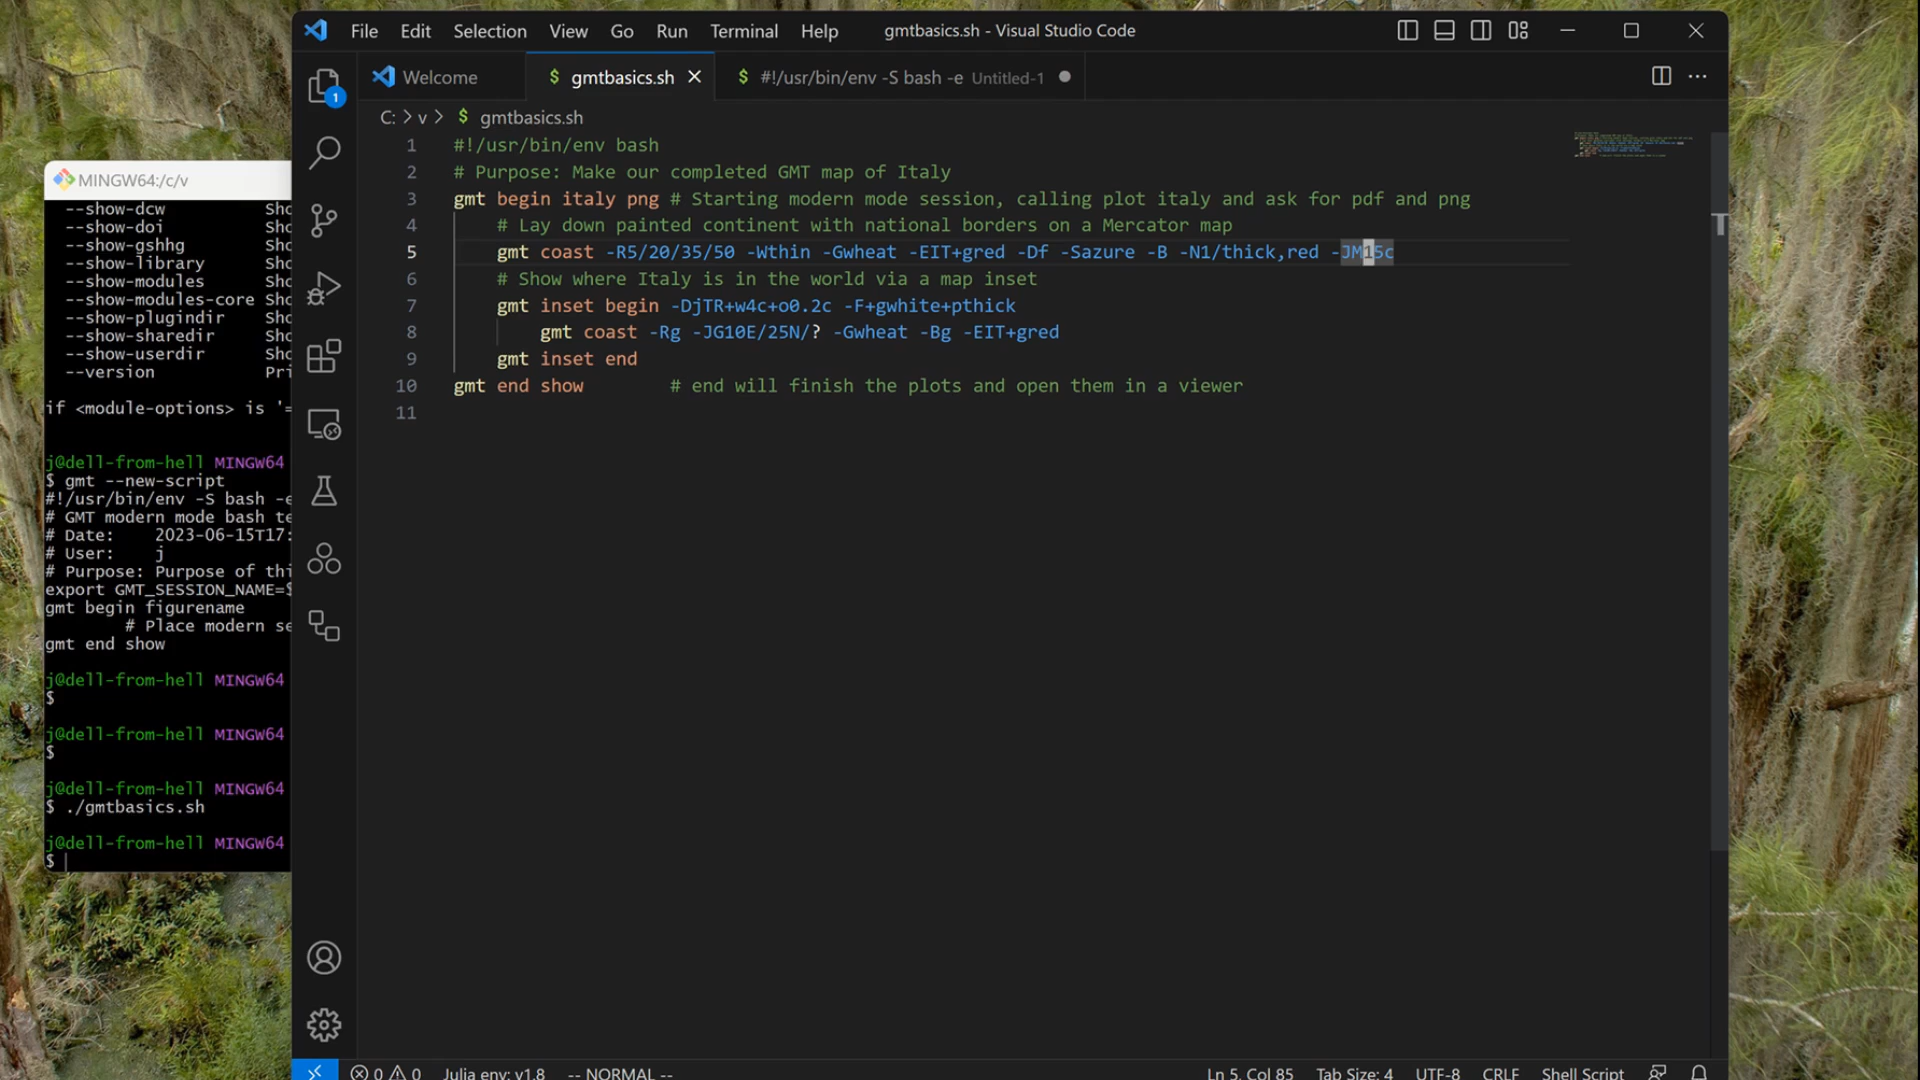 File Edit Selection View Go Run Terminal Help gmtbasics.sh - Visual Studio Code
Welcome $ gmtbasics.sh $ #!/usr/bin/env -S bash -e Untitled-1
1
C: > v > $ gmtbasics.sh
1 #!/usr/bin/env bash
2 # Purpose: Make our completed GMT map of Italy
3 gmt begin italy png # Starting modern mode session, calling plot italy and ask for pdf and png
4 # Lay down painted continent with national borders on a Mercator map
5 gmt coast -R5/20/35/50 -Wthin -Gwheat -EIT+gred -Df -Sazure -B -N1/thick,red -JM15c
6 # Show where Italy is in the world via a map inset
7 gmt inset begin -DjTR+w4c+o0.2c -F+gwhite+pthick
8 gmt coast -Rg -JG10E/25N/? -Gwheat -Bg -EIT+gred
9 gmt inset end
10 gmt end show # end will finish the plots and open them in a viewer
11
0 0 Julia env: v1.8 -- NORMAL -- Ln 5, Col 85 Tab Size: 4 UTF-8 CRLF Shell Script
MINGW64:/c/v
--show-dcw Sho
--show-doi Sho
--show-gshhg Sho
--show-library Sho
--show-modules Sho
--show-modules-core Sho
--show-plugindir Sho
--show-sharedir Sho
--show-userdir Sho
--version Pri
if <module-options> is '=
j@dell-from-hell MINGW64
$ gmt --new-script
#!/usr/bin/env -S bash -e
# GMT modern mode bash te
# Date: 2023-06-15T17:
# User: j
# Purpose: Purpose of thi
export GMT_SESSION_NAME=$
gmt begin figurename
# Place modern se
gmt end show
j@dell-from-hell MINGW64
$
j@dell-from-hell MINGW64
$
j@dell-from-hell MINGW64
$ ./gmtbasics.sh
j@dell-from-hell MINGW64
$